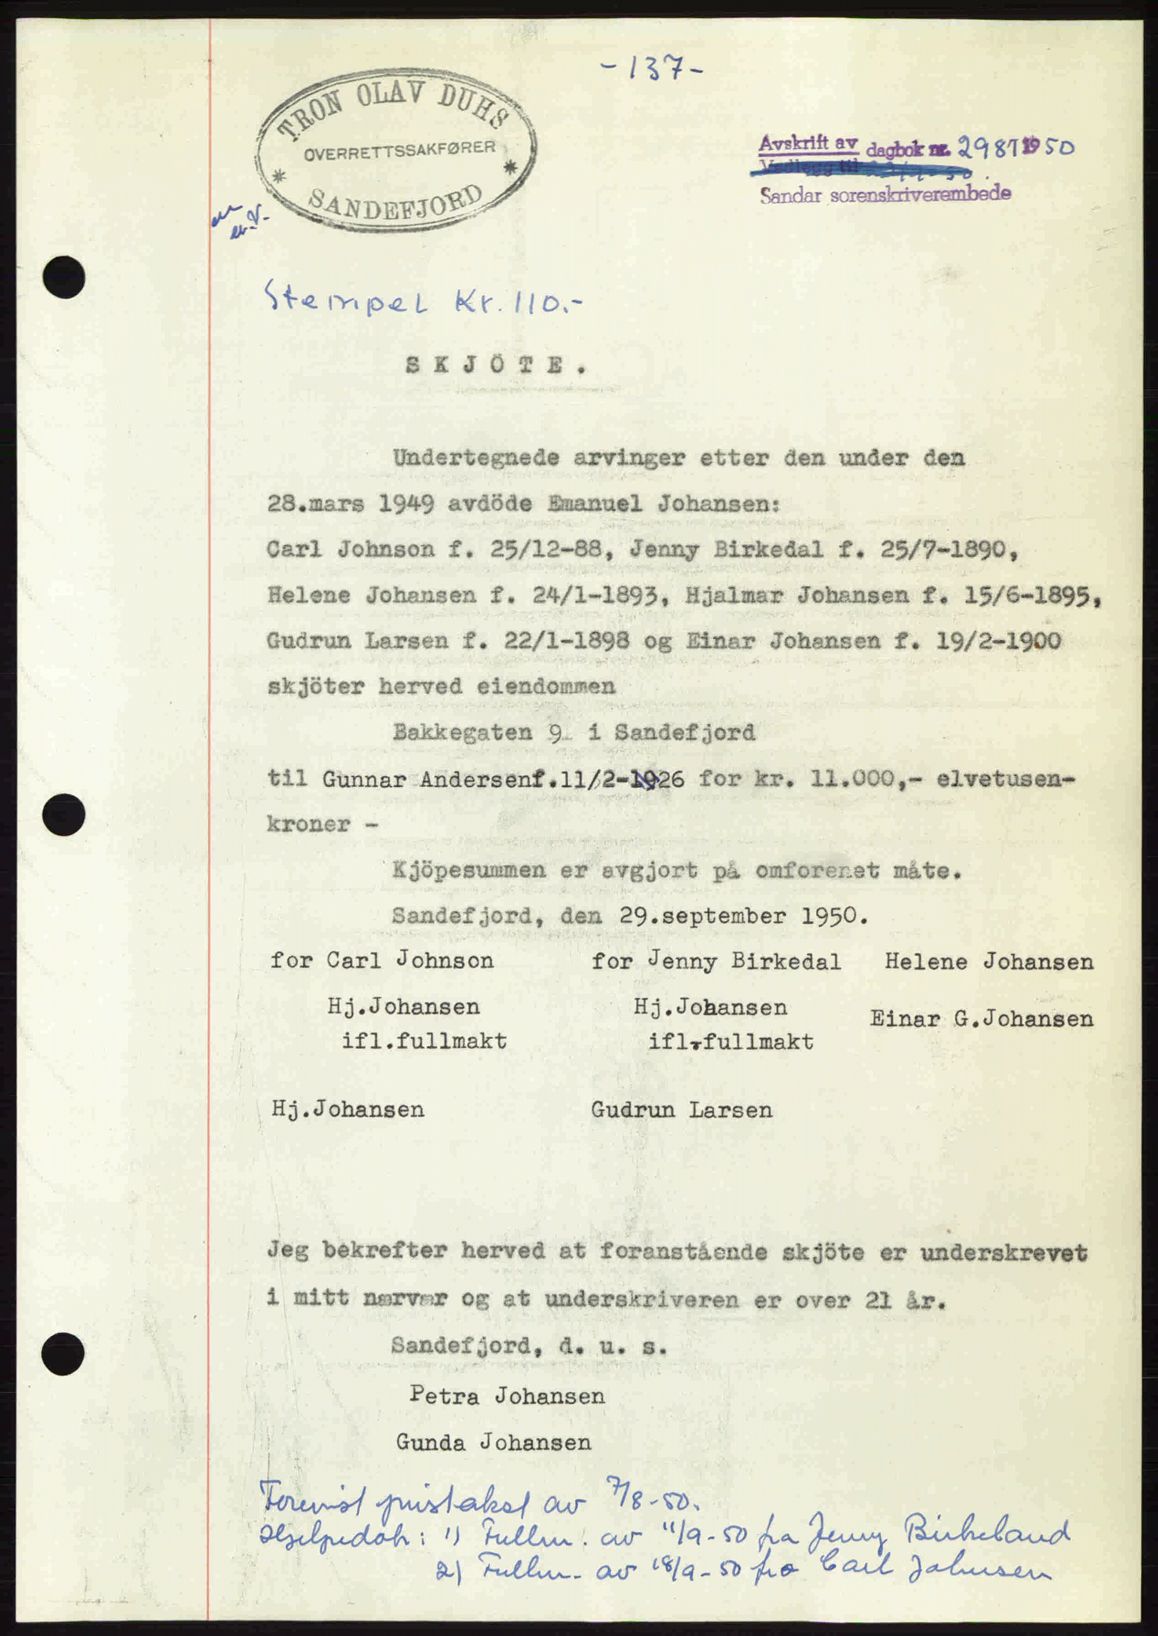 -137-
TRON OLAV DUHS
OVERRETTSSAKFØRER
* SANDEFJORD *
Avskrift av dagbok nr. 2987 1950
Vedlegg til
Sandar sorenskriverembede
Stempel Kr. 110.-
SKJÖTE.
Undertegnede arvinger etter den under den
28.mars 1949 avdöde Emanuel Johansen:
Carl Johnson f. 25/12-88, Jenny Birkedal f. 25/7-1890,
Helene Johansen f. 24/1-1893, Hjalmar Johansen f. 15/6-1895,
Gudrun Larsen f. 22/1-1898 og Einar Johansen f. 19/2-1900
skjöter herved eiendommen
Bakkegaten 9 i Sandefjord
til Gunnar Andersenf.11/2-1926 for kr. 11.000,- elvetusen-
kroner -
Kjöpesummen er avgjort på omforenet måte.
Sandefjord, den 29.september 1950.
for Carl Johnson for Jenny Birkedal Helene Johansen
Hj.Johansen Hj.Johansen Einar G.Johansen
ifl.fullmakt ifl.fullmakt
Hj.Johansen Gudrun Larsen
Jeg bekrefter herved at foranstående skjöte er underskrevet
i mitt nærvær og at underskriveren er over 21 år.
Sandefjord, d. u. s.
Petra Johansen
Gunda Johansen
Forevist pristakst av 7/8-50.
Hjelpedok: 1) Fullm. av 11/9-50 fra Jenny Birkeland
2) Fullm. av 18/9-50 fra Carl Johnsen